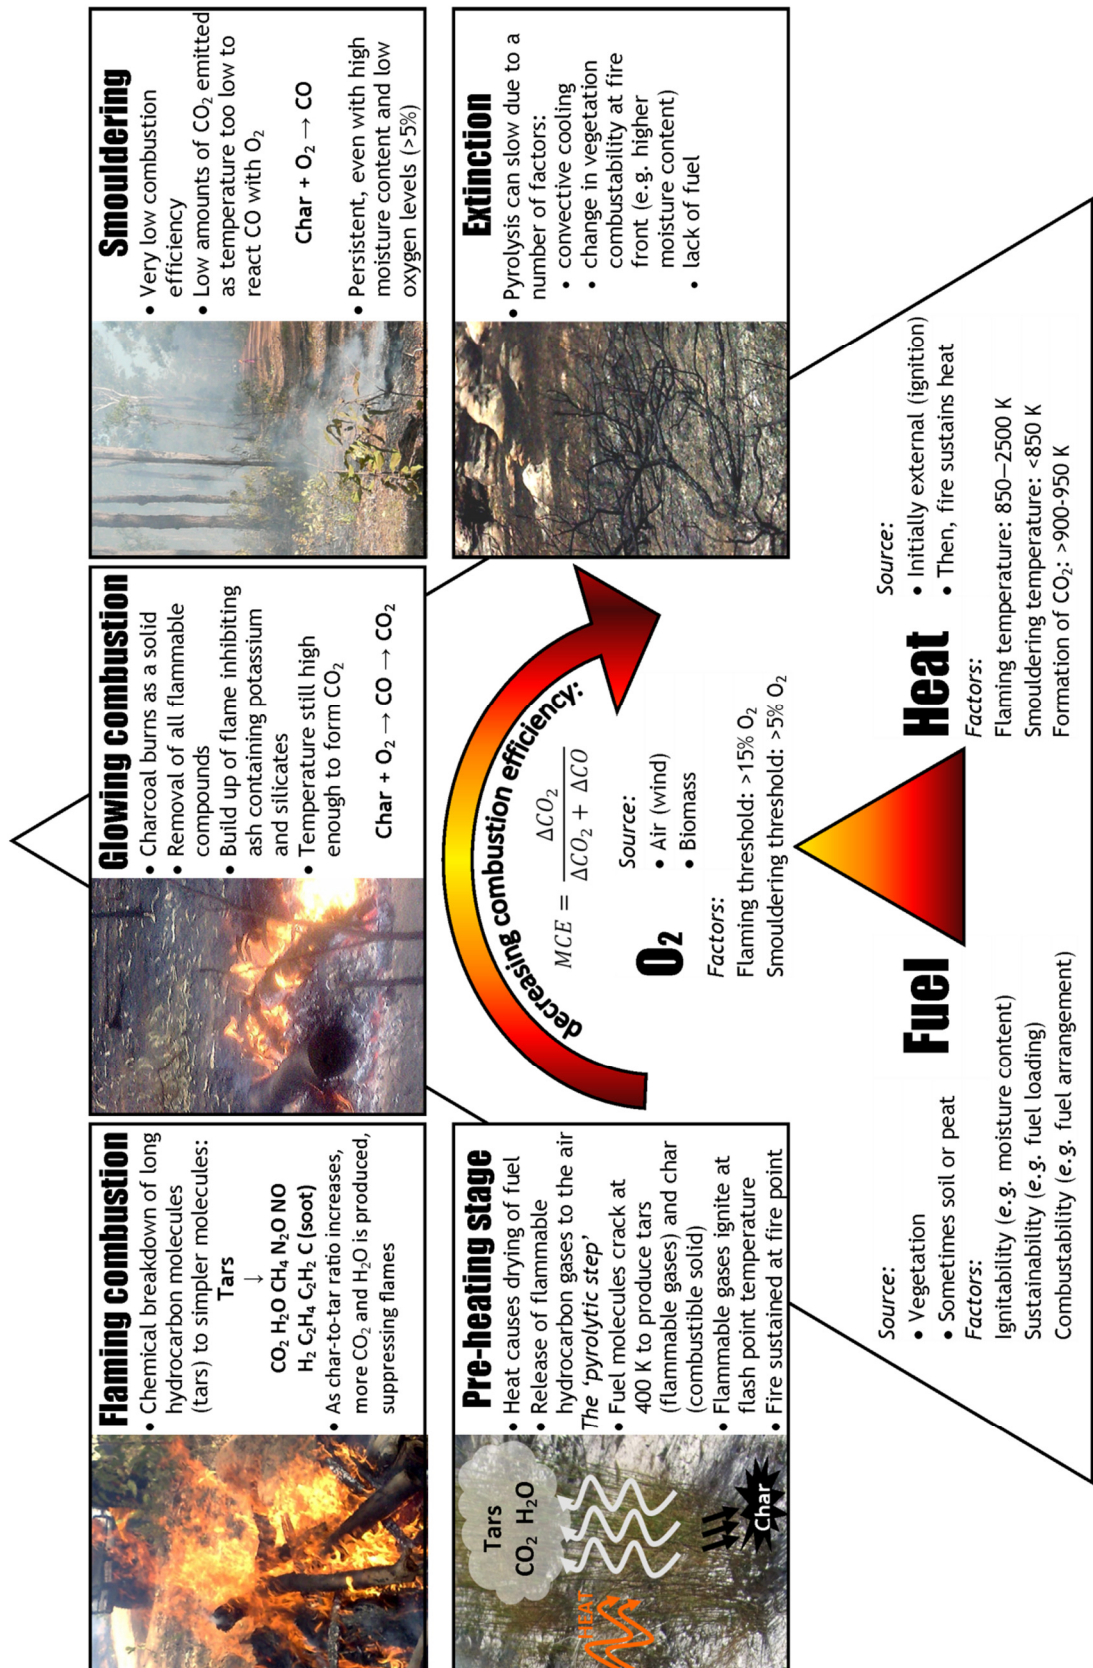 Flaming combustion
• Chemical breakdown of long
hydrocarbon molecules
(tars) to simpler molecules:
Tars
↓
CO₂ H₂O CH₄ N₂O NO
H₂ C₂H₄ C₂H₂ C (soot)
• As char-to-tar ratio increases,
more CO₂ and H₂O is produced,
suppressing flames
Glowing combustion
• Charcoal burns as a solid
• Removal of all flammable
compounds
• Build up of flame inhibiting
ash containing potassium
and silicates
• Temperature still high
enough to form CO₂
Char + O₂ → CO → CO₂
Smouldering
• Very low combustion
efficiency
• Low amounts of CO₂ emitted
as temperature too low to
react CO with O₂
Char + O₂ → CO
• Persistent, even with high
moisture content and low
oxygen levels (>5%)
Pre-heating stage
• Heat causes drying of fuel
• Release of flammable
hydrocarbon gases to the air
The ‘pyrolytic step’
• Fuel molecules crack at
400 K to produce tars
(flammable gases) and char
(combustible solid)
• Flammable gases ignite at
flash point temperature
• Fire sustained at fire point
Tars
CO₂ H₂O
HEAT
Char
decreasing combustion efficiency:
MCE = ΔCO₂ / (ΔCO₂ + ΔCO)
O₂
Source:
• Air (wind)
• Biomass
Factors:
Flaming threshold: >15% O₂
Smouldering threshold: >5% O₂
Extinction
• Pyrolysis can slow due to a
number of factors:
• convective cooling
• change in vegetation
combustability at fire
front (e.g. higher
moisture content)
• lack of fuel
Fuel
Source:
• Vegetation
• Sometimes soil or peat
Factors:
Ignitability (e.g. moisture content)
Sustainability (e.g. fuel loading)
Combustability (e.g. fuel arrangement)
Heat
Source:
• Initially external (ignition)
• Then, fire sustains heat
Factors:
Flaming temperature: 850—2500 K
Smouldering temperature: <850 K
Formation of CO₂: >900-950 K